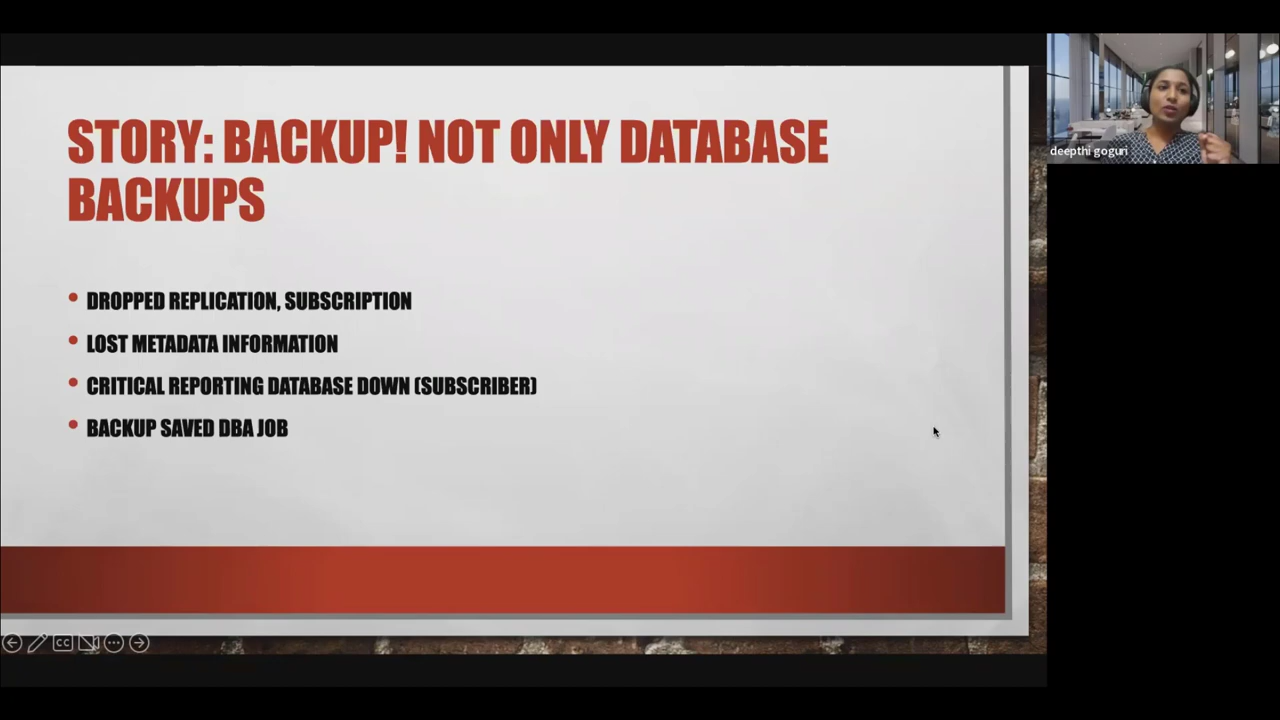 STORY: BACKUP! NOT ONLY DATABASE
BACKUPS
• DROPPED REPLICATION, SUBSCRIPTION
• LOST METADATA INFORMATION
• CRITICAL REPORTING DATABASE DOWN (SUBSCRIBER)
• BACKUP SAVED DBA JOB
deepthi goguri
CC